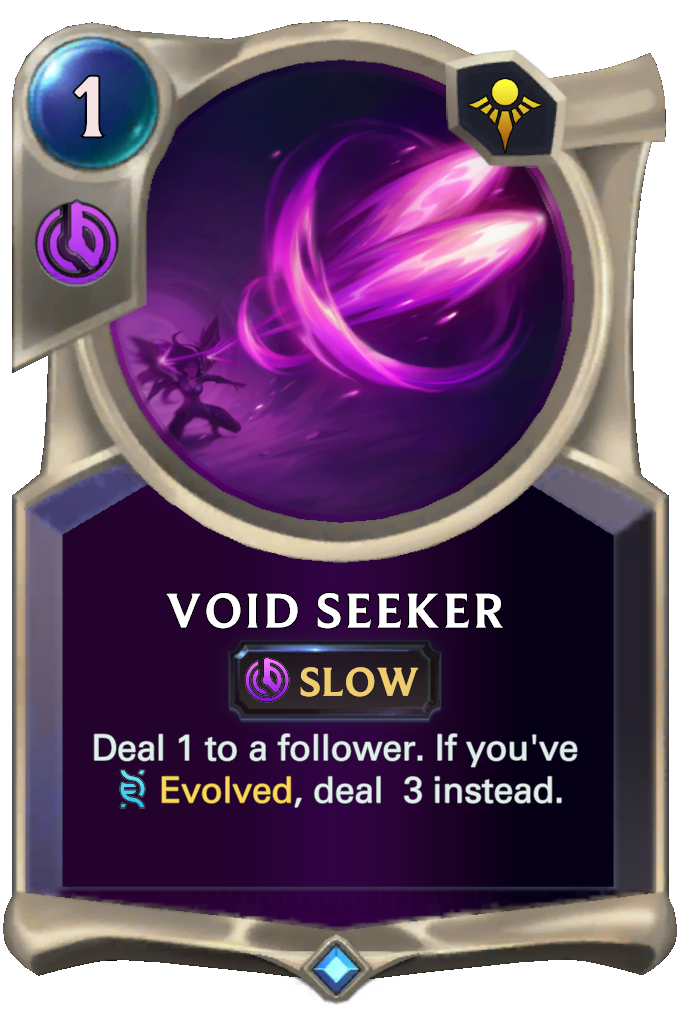 1
VOID SEEKER
SLOW
Deal 1 to a follower. If you've
Evolved, deal 3 instead.